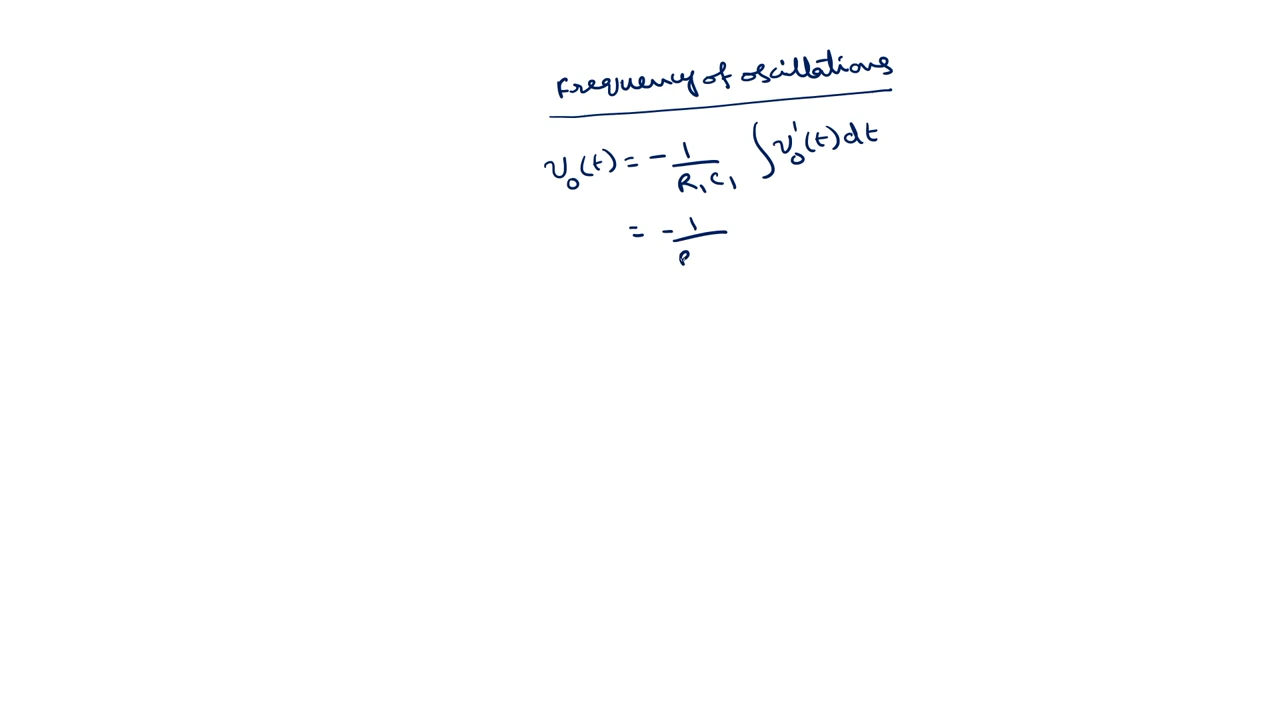 Frequency of oscillations
v₀(t) = - 1/R₁C₁ ∫ v₀'(t) dt
= - 1/R